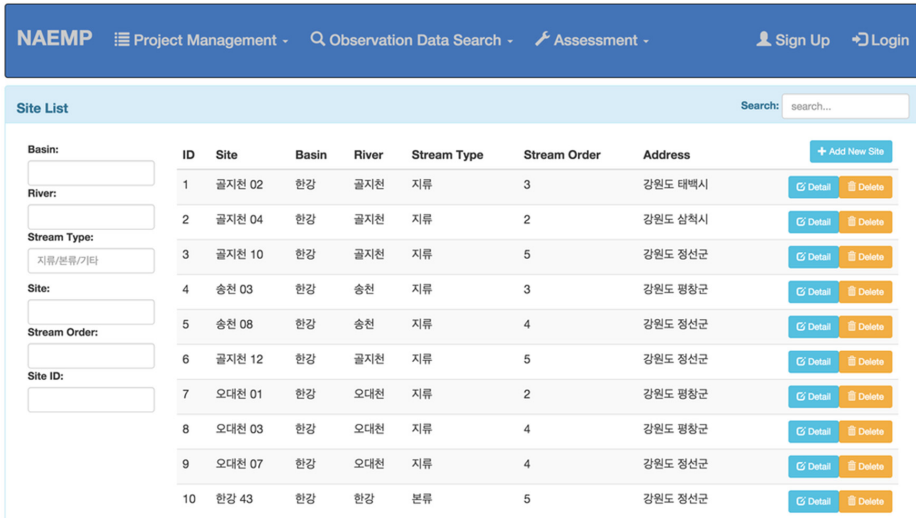 NAEMP Project Management Observation Data Search Assessment Sign Up Login
Site List Search: search...
Basin:
River:
Stream Type:
지류/본류/기타
Site:
Stream Order:
Site ID:
ID Site Basin River Stream Type Stream Order Address + Add New Site
1 골지천 02 한강 골지천 지류 3 강원도 태백시 Detail Delete
2 골지천 04 한강 골지천 지류 2 강원도 삼척시 Detail Delete
3 골지천 10 한강 골지천 지류 5 강원도 정선군 Detail Delete
4 송천 03 한강 송천 지류 3 강원도 평창군 Detail Delete
5 송천 08 한강 송천 지류 4 강원도 정선군 Detail Delete
6 골지천 12 한강 골지천 지류 5 강원도 정선군 Detail Delete
7 오대천 01 한강 오대천 지류 2 강원도 평창군 Detail Delete
8 오대천 03 한강 오대천 지류 4 강원도 평창군 Detail Delete
9 오대천 07 한강 오대천 지류 4 강원도 정선군 Detail Delete
10 한강 43 한강 한강 본류 5 강원도 정선군 Detail Delete